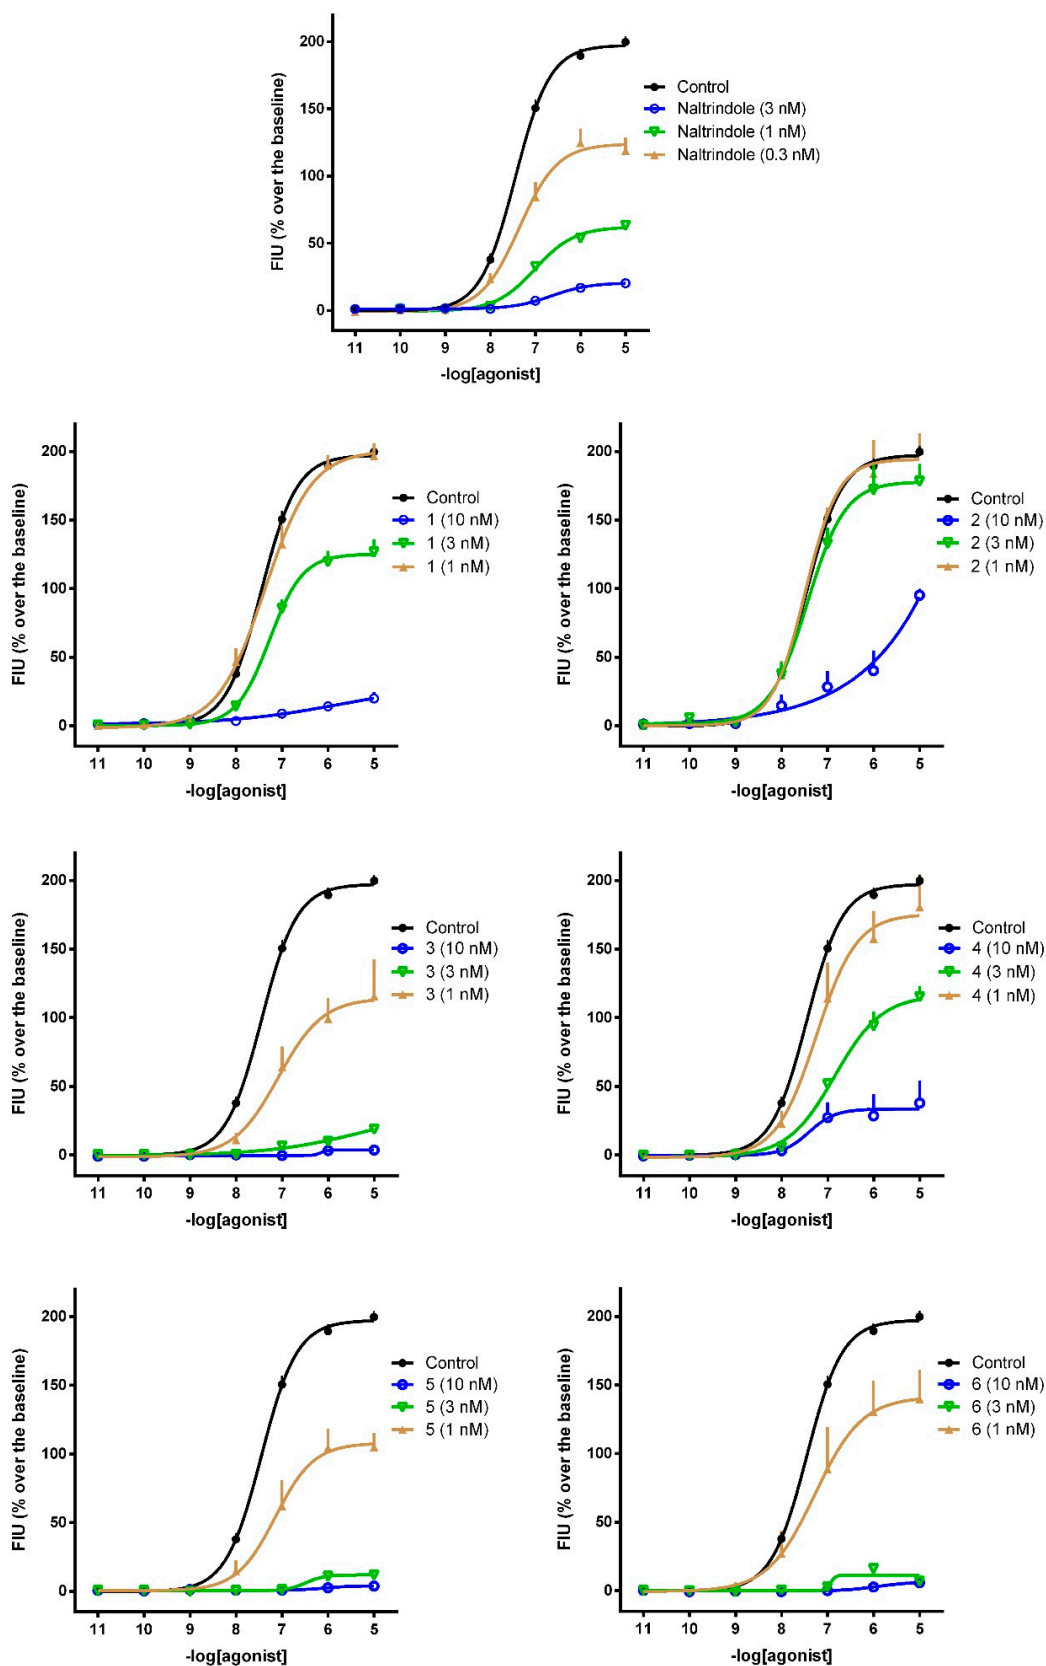 FIU (% over the baseline)
200
150
100
50
0
11 10 9 8 7 6 5
-log[agonist]
Control
Naltrindole (3 nM)
Naltrindole (1 nM)
Naltrindole (0.3 nM)
FIU (% over the baseline)
200
150
100
50
0
11 10 9 8 7 6 5
-log[agonist]
Control
1 (10 nM)
1 (3 nM)
1 (1 nM)
FIU (% over the baseline)
200
150
100
50
0
11 10 9 8 7 6 5
-log[agonist]
Control
2 (10 nM)
2 (3 nM)
2 (1 nM)
FIU (% over the baseline)
200
150
100
50
0
11 10 9 8 7 6 5
-log[agonist]
Control
3 (10 nM)
3 (3 nM)
3 (1 nM)
FIU (% over the baseline)
200
150
100
50
0
11 10 9 8 7 6 5
-log[agonist]
Control
4 (10 nM)
4 (3 nM)
4 (1 nM)
FIU (% over the baseline)
200
150
100
50
0
11 10 9 8 7 6 5
-log[agonist]
Control
5 (10 nM)
5 (3 nM)
5 (1 nM)
FIU (% over the baseline)
200
150
100
50
0
11 10 9 8 7 6 5
-log[agonist]
Control
6 (10 nM)
6 (3 nM)
6 (1 nM)